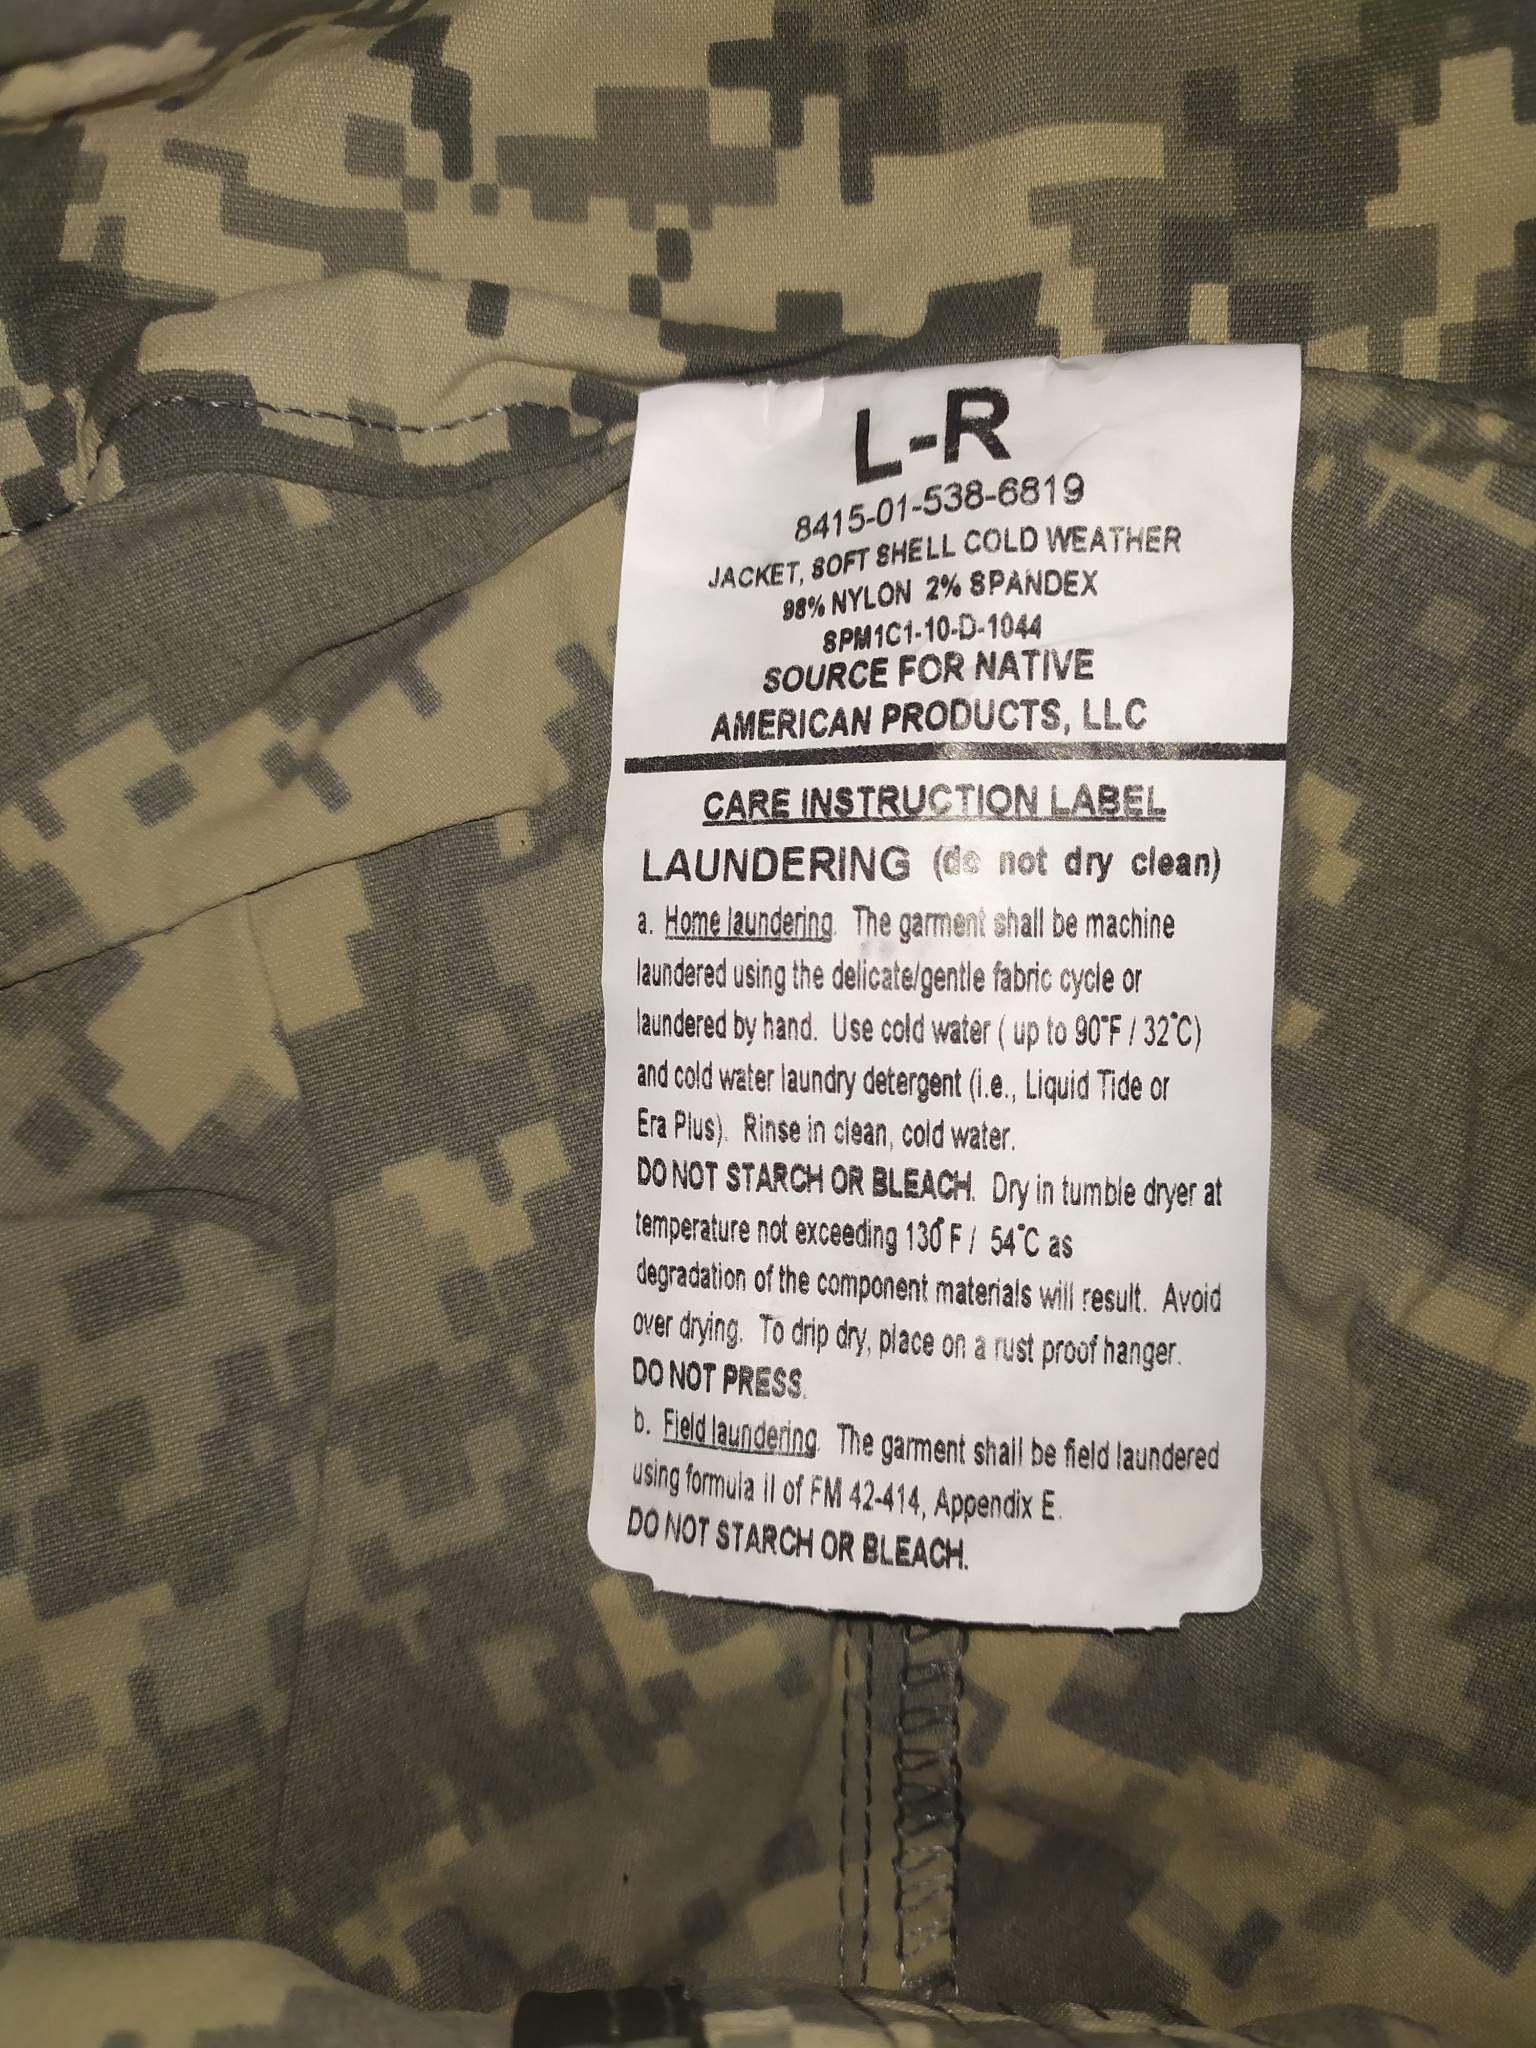 L-R
8415-01-538-6819
JACKET, SOFT SHELL COLD WEATHER
98% NYLON 2% SPANDEX
SPM1C1-10-D-1044
SOURCE FOR NATIVE
AMERICAN PRODUCTS, LLC
CARE INSTRUCTION LABEL
LAUNDERING (do not dry clean)
a. Home laundering. The garment shall be machine
laundered using the delicate/gentle fabric cycle or
laundered by hand. Use cold water ( up to 90°F / 32°C)
and cold water laundry detergent (i.e., Liquid Tide or
Era Plus). Rinse in clean, cold water.
DO NOT STARCH OR BLEACH. Dry in tumble dryer at
temperature not exceeding 130°F / 54°C as
degradation of the component materials will result. Avoid
over drying. To drip dry, place on a rust proof hanger.
DO NOT PRESS.
b. Field laundering. The garment shall be field laundered
using formula II of FM 42-414, Appendix E.
DO NOT STARCH OR BLEACH.